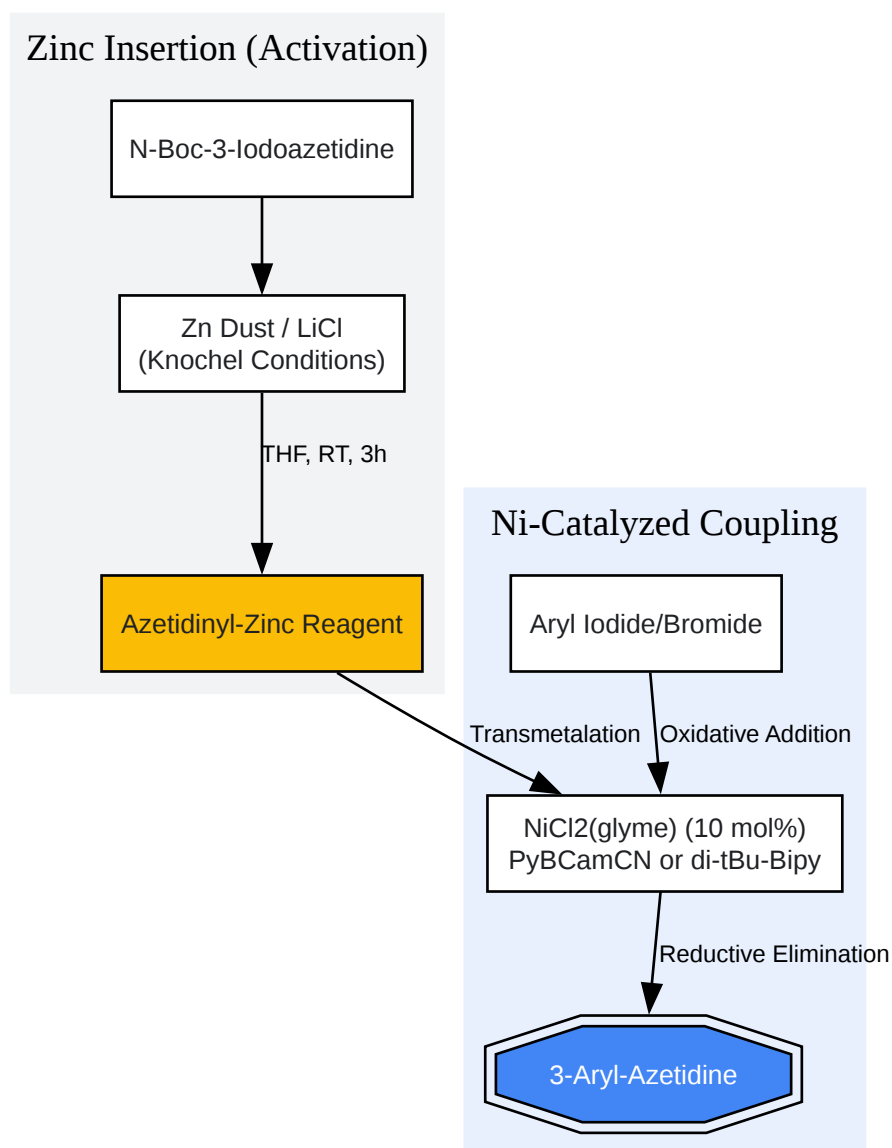 Zinc Insertion (Activation)
N-Boc-3-Iodoazetidine
Zn Dust / LiCl
(Knochel Conditions)
THF, RT, 3h
Azetidinyl-Zinc Reagent
Ni-Catalyzed Coupling
Aryl Iodide/Bromide
Transmetalation
Oxidative Addition
NiCl2(glyme) (10 mol%)
PyBCamCN or di-tBu-Bipy
Reductive Elimination
3-Aryl-Azetidine